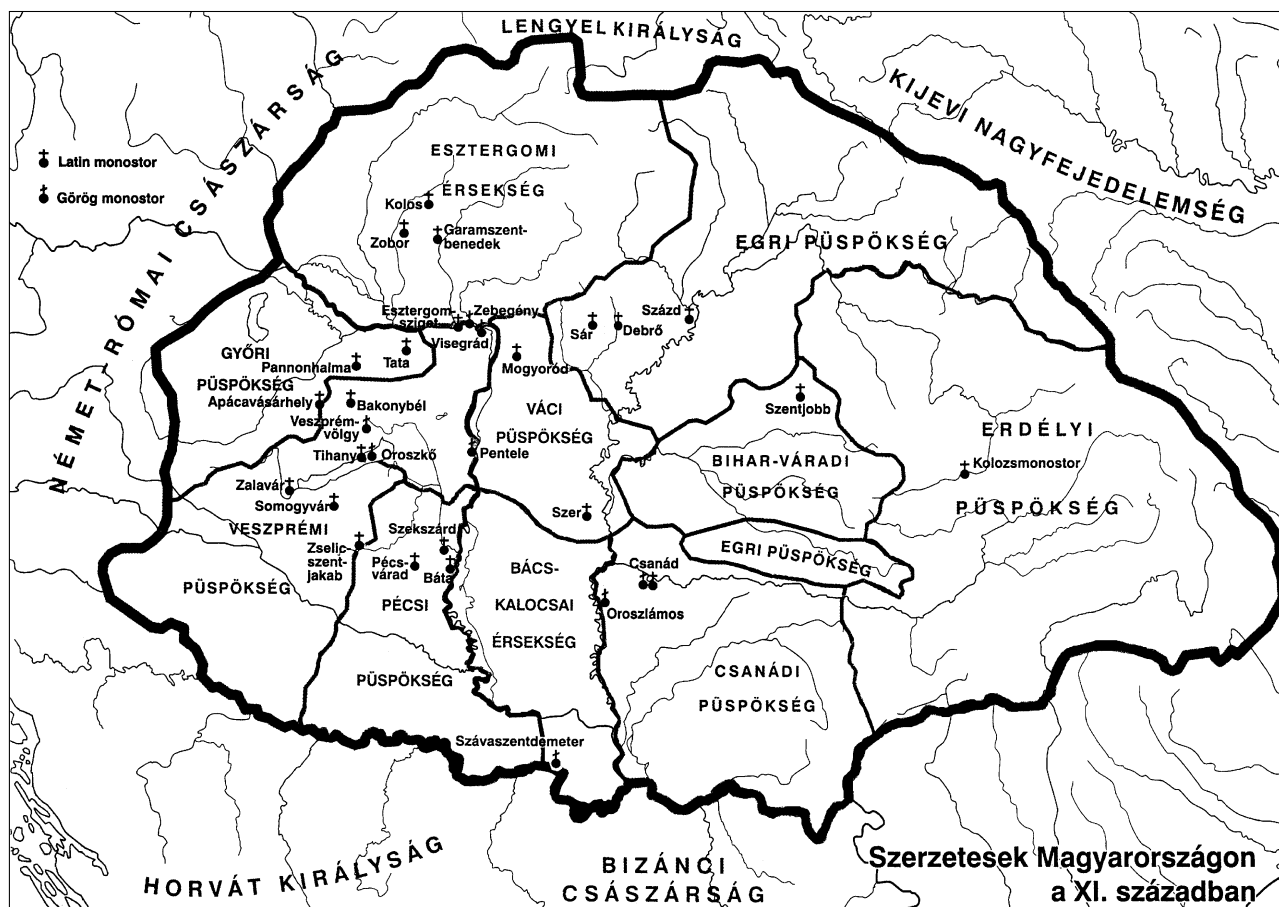 LENGYEL KIRÁLYSÁG
KIJEVI NAGYFEJEDELEMSÉG
NÉMET-RÓMAI CSÁSZÁRSÁG
Latin monostor
Görög monostor
ESZTERGOMI
ÉRSEKSÉG
Kolos
Zobor
Garamszent-
benedek
EGRI PÜSPÖKSÉG
Esztergom-
sziget
Zebegény
Visegrád
Sár
Debrő
Százd
GYŐRI
PÜSPÖKSÉG
Pannonhalma
Tata
Mogyoród
Apácavásárhely
Bakonybél
Veszprém-
völgy
Tihany
Oroszkő
VÁCI
PÜSPÖKSÉG
Pentele
Szentjobb
BIHAR-VÁRADI
PÜSPÖKSÉG
ERDÉLYI
PÜSPÖKSÉG
Kolozsmonostor
Zalavár
Somogyvár
VESZPRÉMI
PÜSPÖKSÉG
Szer
Zselic-
szent-
jakab
Szekszárd
Pécs-
várad
Báta
PÉCSI
PÜSPÖKSÉG
BÁCS-
KALOCSAI
ÉRSEKSÉG
EGRI PÜSPÖKSÉG
Csanád
Oroszlámos
CSANÁDI
PÜSPÖKSÉG
Szávaszentdemeter
HORVÁT KIRÁLYSÁG
BIZÁNCI
CSÁSZÁRSÁG
Szerzetesek Magyarországon
a XI. században